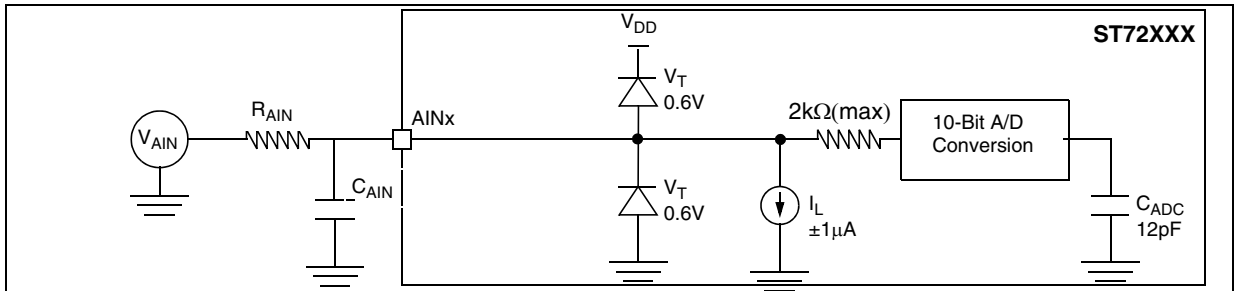 V_DD
ST72XXX
V_T
0.6V
R_AIN
AINx
2kΩ(max)
10-Bit A/D
Conversion
V_AIN
C_AIN
V_T
0.6V
I_L
±1μA
C_ADC
12pF